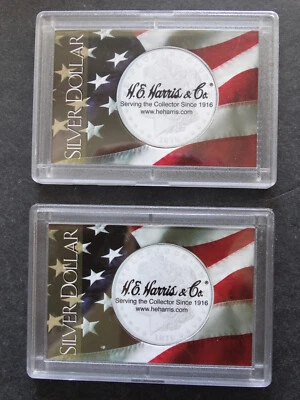 SILVER DOLLAR
H.E. Harris & Co.®
Serving the Collector Since 1916
www.heharris.com
SILVER DOLLAR
H.E. Harris & Co.®
Serving the Collector Since 1916
www.heharris.com